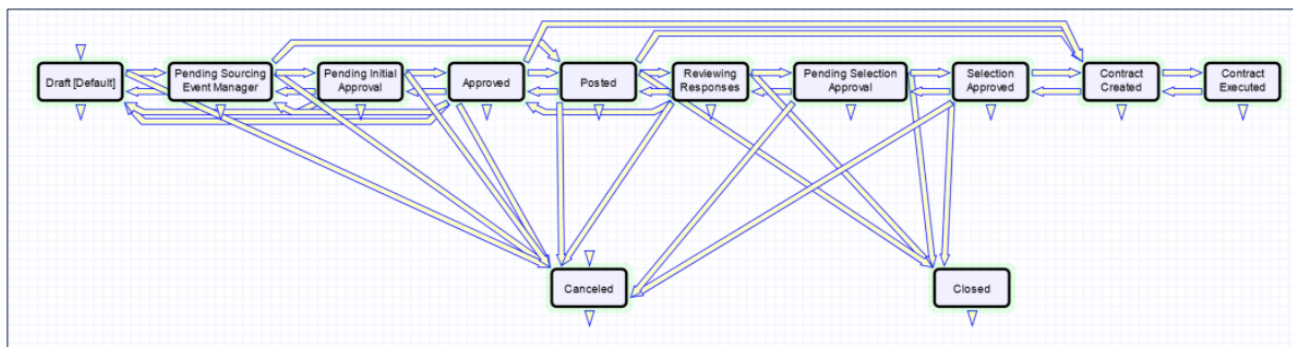 Draft [Default]
Pending Sourcing
Event Manager
Pending Initial
Approval
Approved
Posted
Reviewing
Responses
Pending Selection
Approval
Selection
Approved
Contract
Created
Contract
Executed
Canceled
Closed